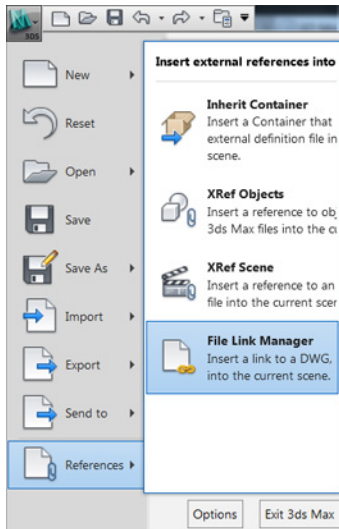 3DS
New
Reset
Open
Save
Save As
Import
Export
Send to
References
Insert external references into
Inherit Container
Insert a Container that
external definition file in
scene.
XRef Objects
Insert a reference to
3ds Max files into the
XRef Scene
Insert a reference to an
file into the current
File Link Manager
Insert a link to a DWG,
into the current scene.
Options
Exit 3ds Max